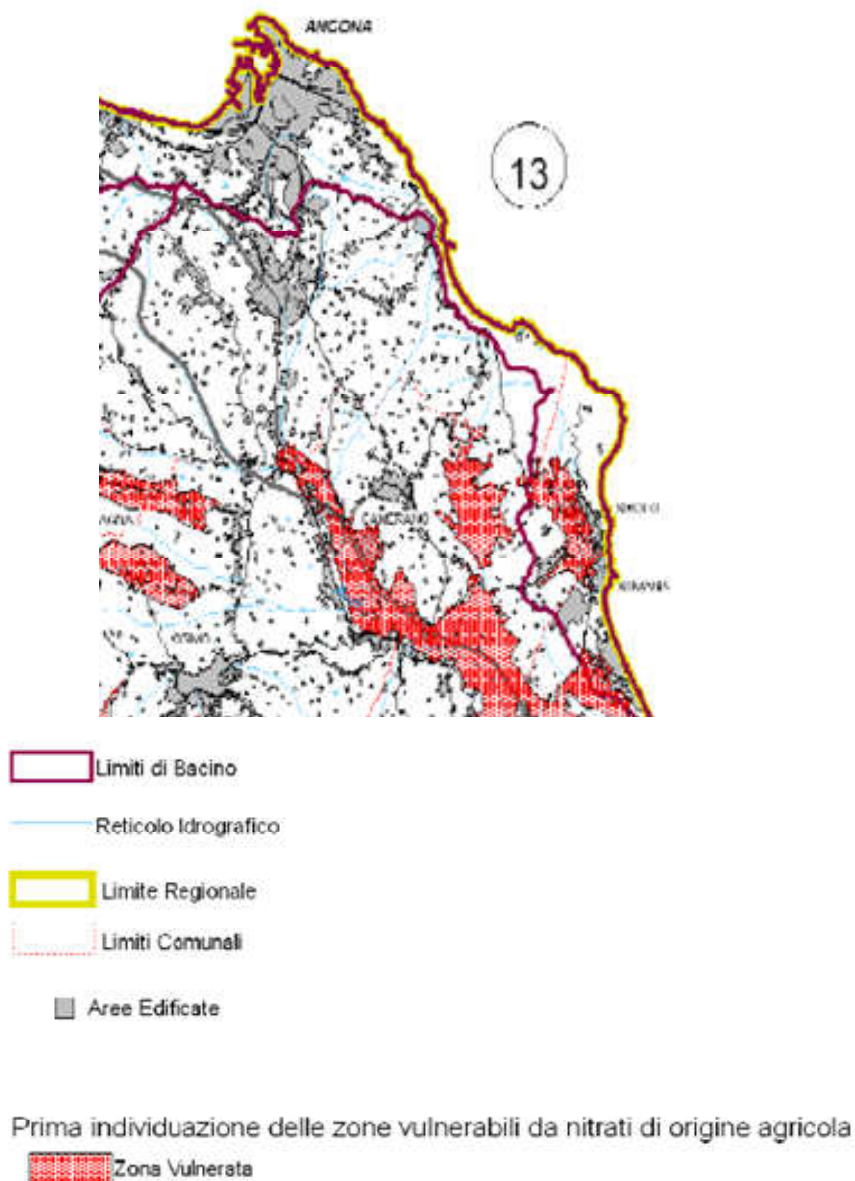 ANCONA
13
CAMERANO
NUMANA
OSIMO
Limiti di Bacino
Reticolo Idrografico
Limite Regionale
Limiti Comunali
Aree Edificate
Prima individuazione delle zone vulnerabili da nitrati di origine agricola
Zona Vulnerata